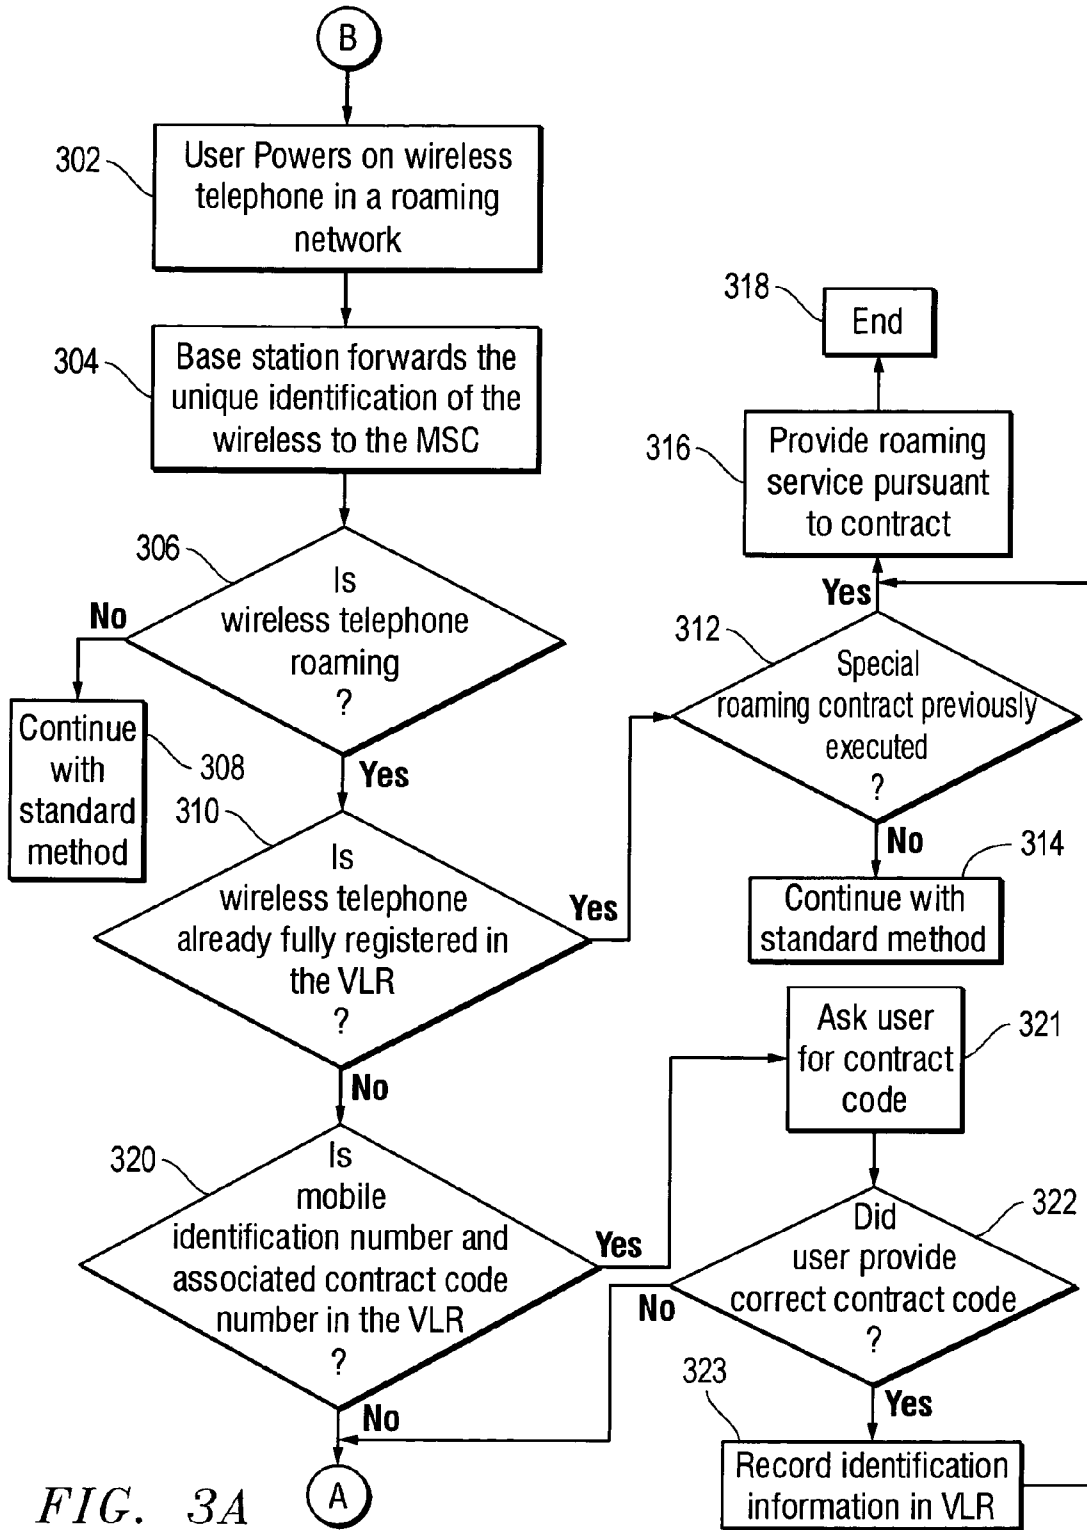 B
302
User Powers on wireless
telephone in a roaming
network
304
Base station forwards the
unique identification of the
wireless to the MSC
306
Is
wireless telephone
roaming
?
No
Continue
with
standard
method
308
Yes
310
Is
wireless telephone
already fully registered in
the VLR
?
Yes
No
318
End
316
Provide roaming
service pursuant
to contract
Yes
312
Special
roaming contract previously
executed
?
No
314
Continue with
standard method
320
Is
mobile
identification number and
associated contract code
number in the VLR
?
Yes
No
Ask user
for contract
code
321
322
Did
user provide
correct contract code
?
No
Yes
323
Record identification
information in VLR
A
FIG. 3A